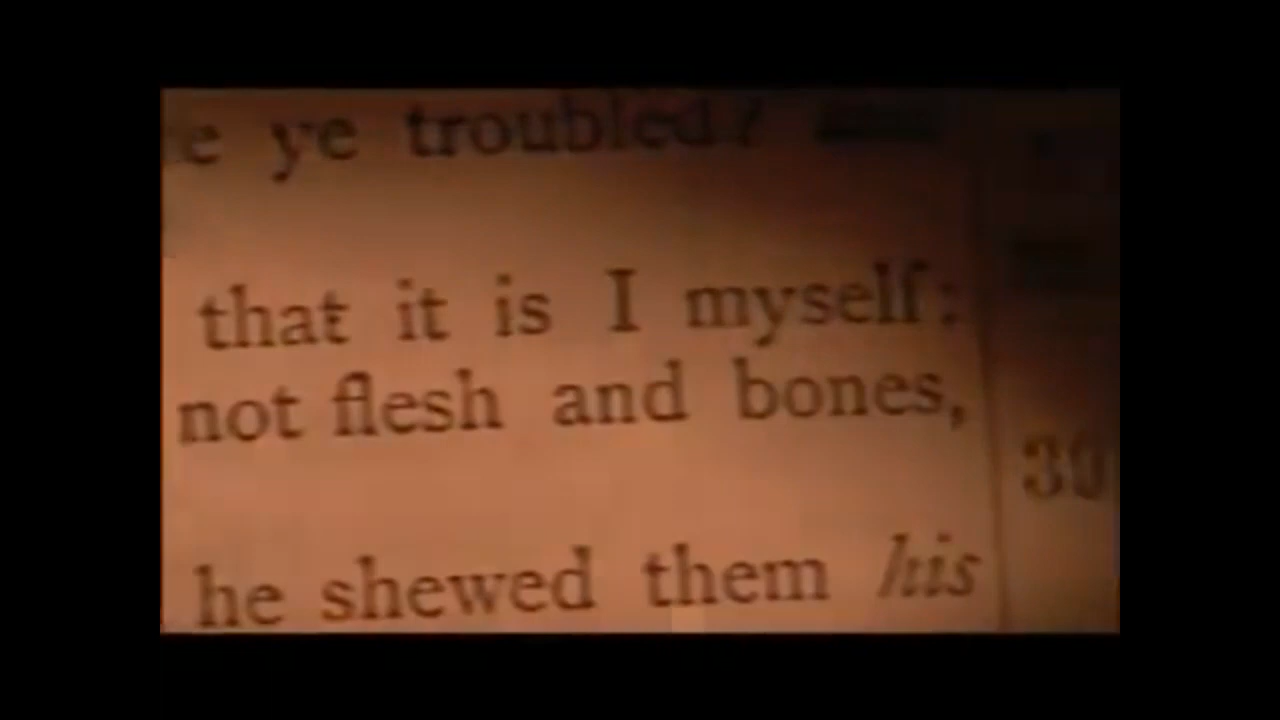 ye troubled?
that it is I myself:
not flesh and bones,
30
he shewed them his